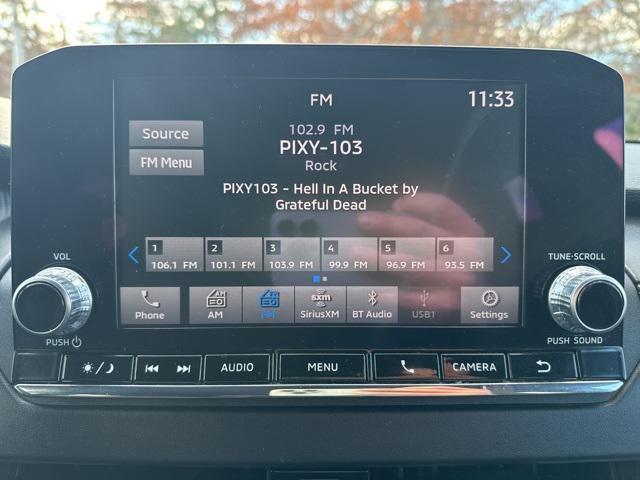 FM
11:33
Source
102.9 FM
PIXY-103
FM Menu
Rock
PIXY103 - Hell In A Bucket by
Grateful Dead
VOL
TUNE-SCROLL
1 2 3 4 5 6
106.1 FM 101.1 FM 103.9 FM 99.9 FM 96.9 FM 93.5 FM
sxm
Phone AM FM SiriusXM BT Audio USB1 Settings
PUSH
PUSH SOUND
AUDIO MENU CAMERA